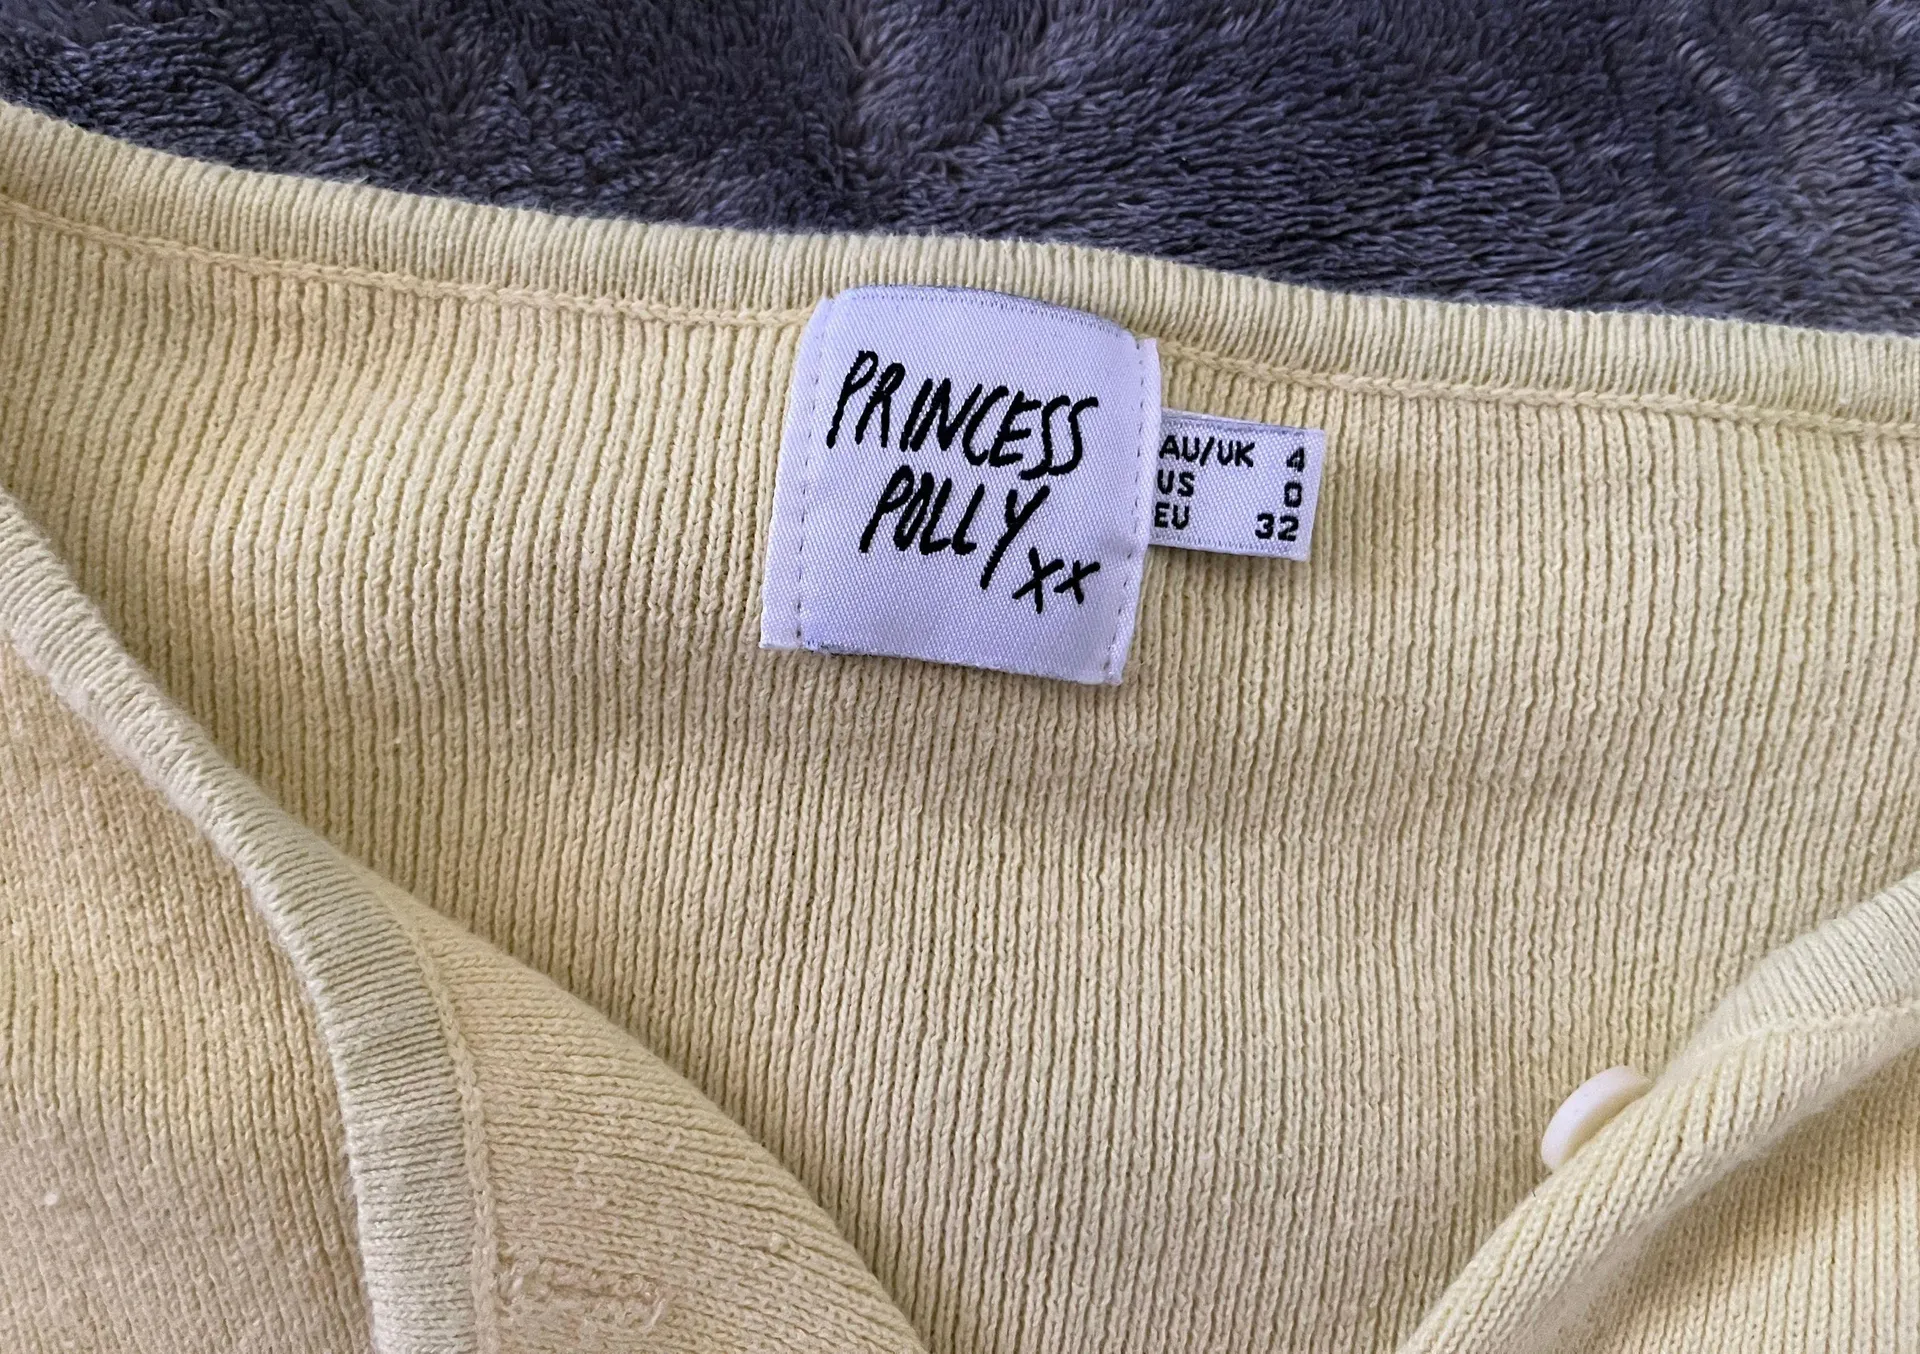 PRINCESS
POLLY xx
AU/UK 4
US 0
EU 32